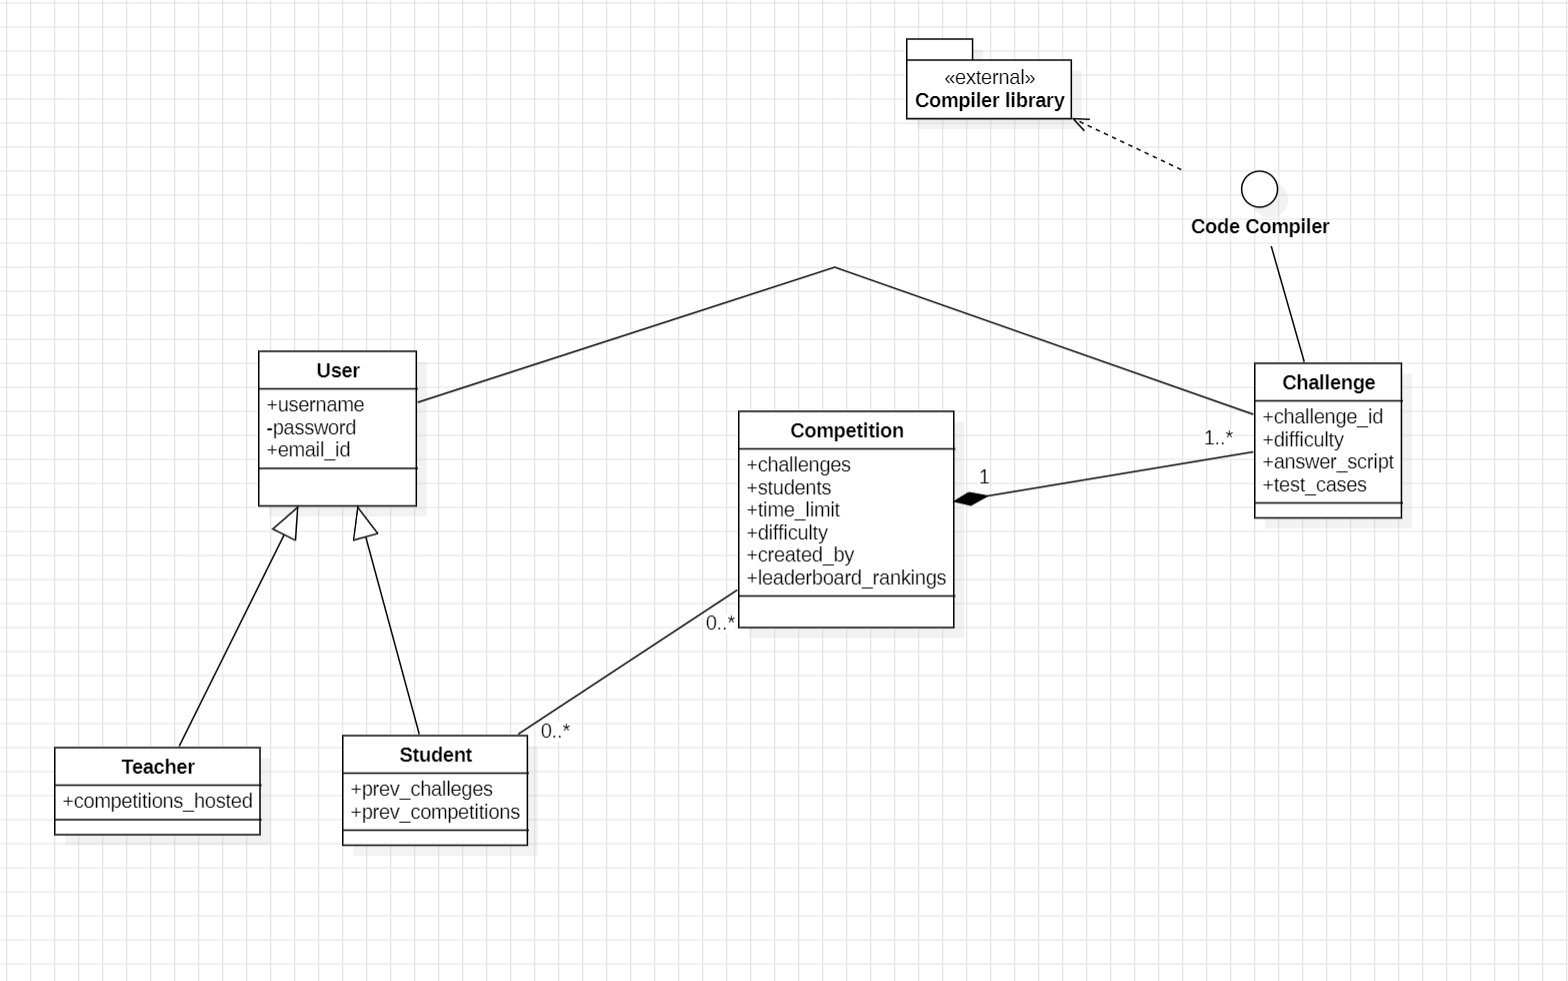 «external»
Compiler library
Code Compiler
User
+username
-password
+email_id
Challenge
+challenge_id
+difficulty
+answer_script
+test_cases
1..*
Competition
+challenges
+students
+time_limit
+difficulty
+created_by
+leaderboard_rankings
1
0..*
0..*
Teacher
+competitions_hosted
Student
+prev_challeges
+prev_competitions